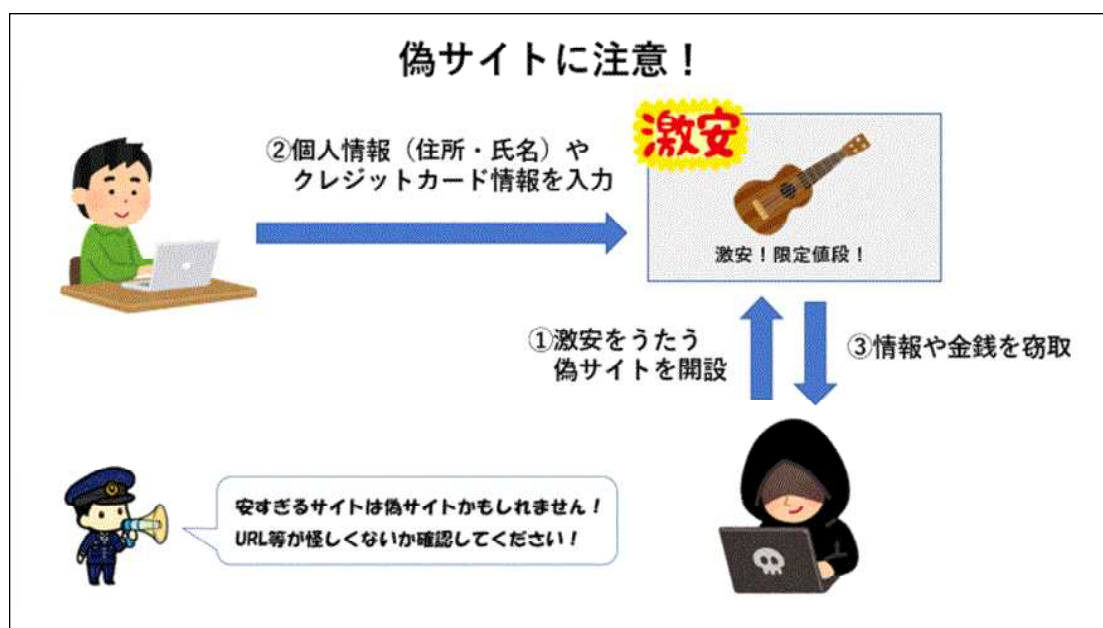 偽サイトに注意！
②個人情報（住所・氏名）や
クレジットカード情報を入力
激安
激安！限定値段！
①激安をうたう
偽サイトを開設
③情報や金銭を窃取
安すぎるサイトは偽サイトかもしれません！
URL等が怪しくないか確認してください！